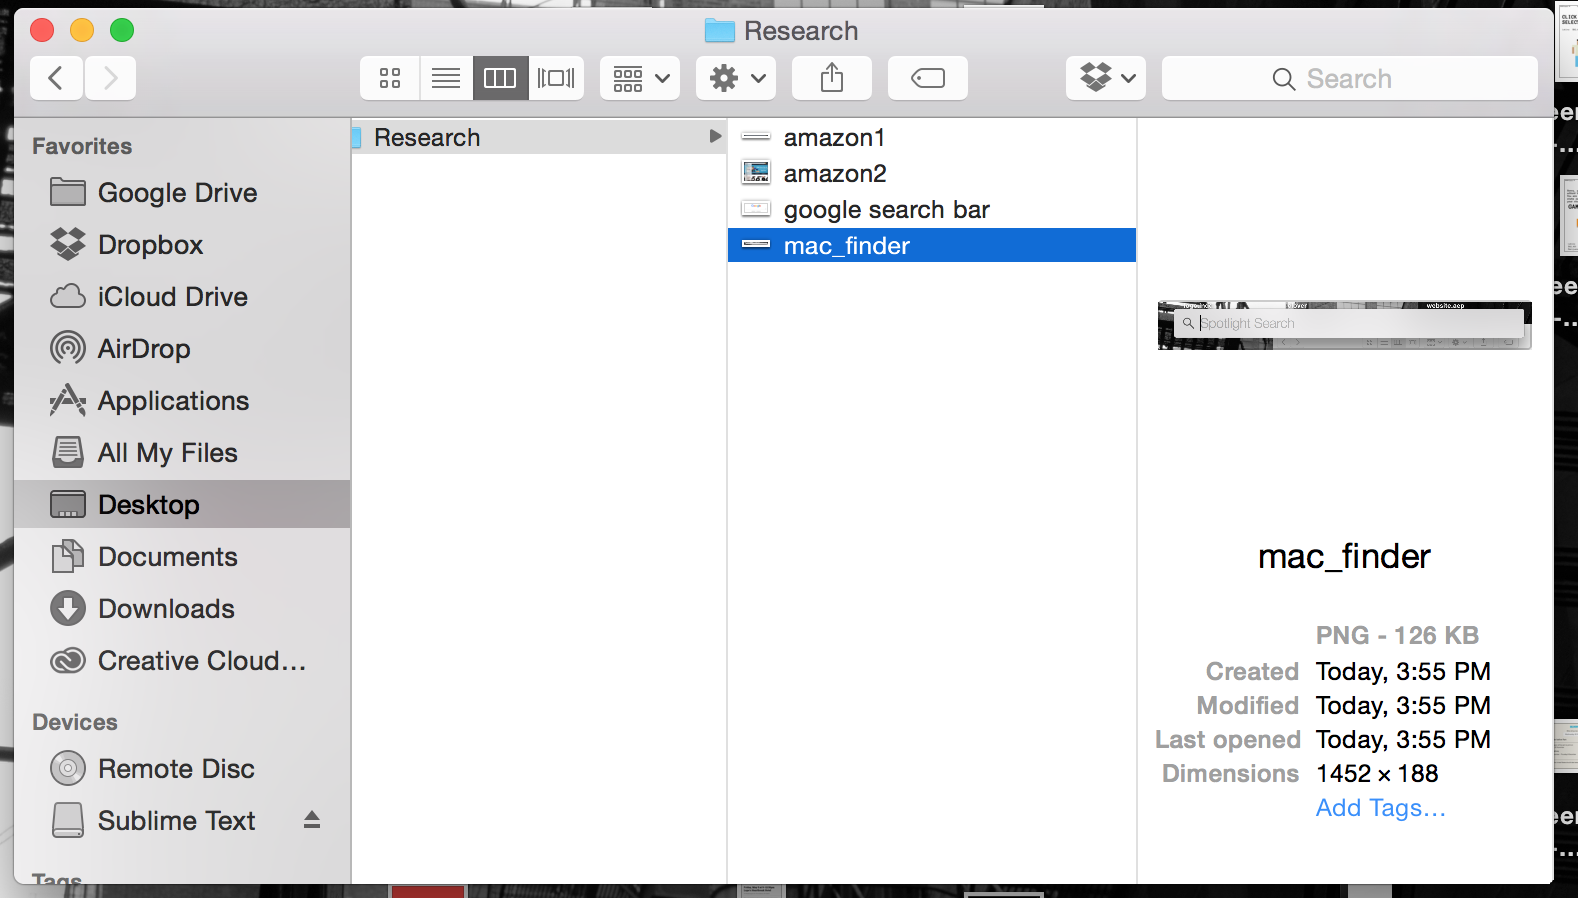 Research
Search
Favorites
Google Drive
Dropbox
iCloud Drive
AirDrop
Applications
All My Files
Desktop
Documents
Downloads
Creative Cloud…
Devices
Remote Disc
Sublime Text
Tags
Research
amazon1
amazon2
google search bar
mac_finder
website.aep
Spotlight Search
mac_finder
PNG - 126 KB
Created Today, 3:55 PM
Modified Today, 3:55 PM
Last opened Today, 3:55 PM
Dimensions 1452 × 188
Add Tags…